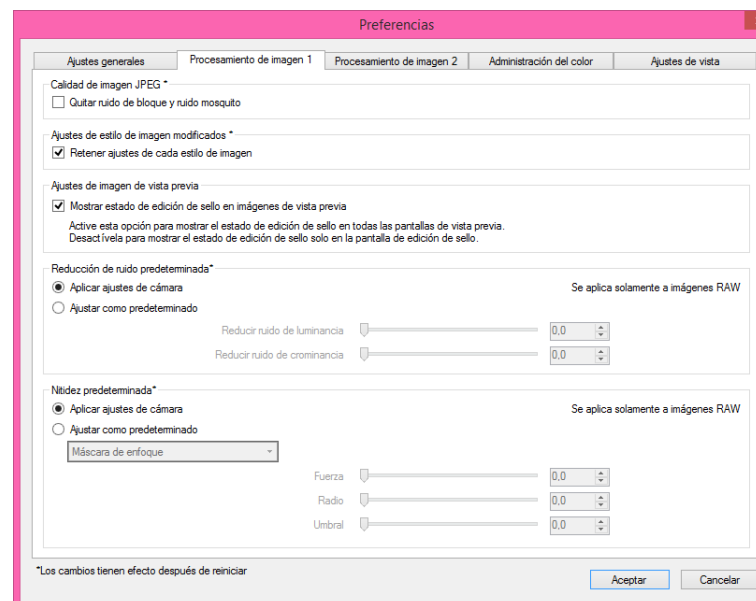 Preferencias
Ajustes generales
Procesamiento de imagen 1
Procesamiento de imagen 2
Administración del color
Ajustes de vista
Calidad de imagen JPEG *
Quitar ruido de bloque y ruido mosquito
Ajustes de estilo de imagen modificados *
Retener ajustes de cada estilo de imagen
Ajustes de imagen de vista previa
Mostrar estado de edición de sello en imágenes de vista previa
Active esta opción para mostrar el estado de edición de sello en todas las pantallas de vista previa.
Desactívela para mostrar el estado de edición de sello solo en la pantalla de edición de sello.
Reducción de ruido predeterminada*
Aplicar ajustes de cámara
Se aplica solamente a imágenes RAW
Ajustar como predeterminado
Reducir ruido de luminancia
0,0
Reducir ruido de crominancia
0,0
Nitidez predeterminada*
Aplicar ajustes de cámara
Se aplica solamente a imágenes RAW
Ajustar como predeterminado
Máscara de enfoque
Fuerza
0,0
Radio
0,0
Umbral
0,0
*Los cambios tienen efecto después de reiniciar
Aceptar
Cancelar